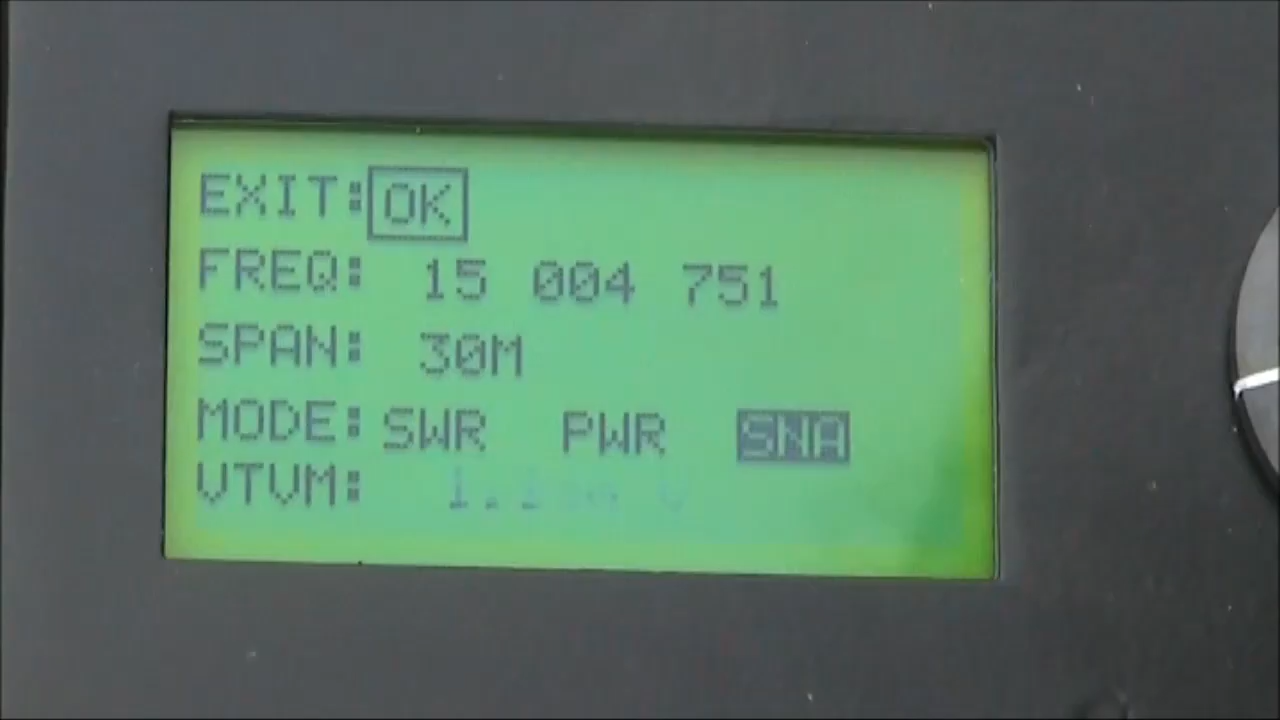 EXIT: OK
FREQ: 15 004 751
SPAN: 30M
MODE: SWR PWR SNA
VTVM: